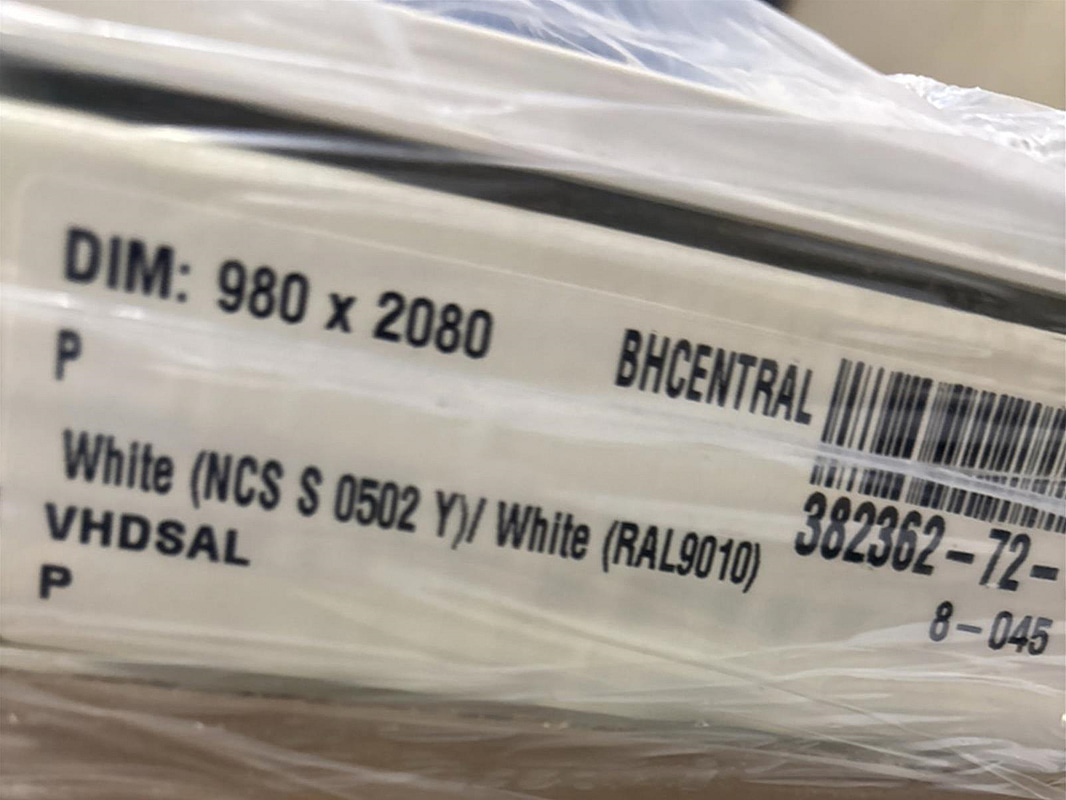 DIM: 980 x 2080
P
BHCENTRAL
White (NCS S 0502 Y)/ White (RAL9010)
382362-72-
VHDSAL
8-045
P